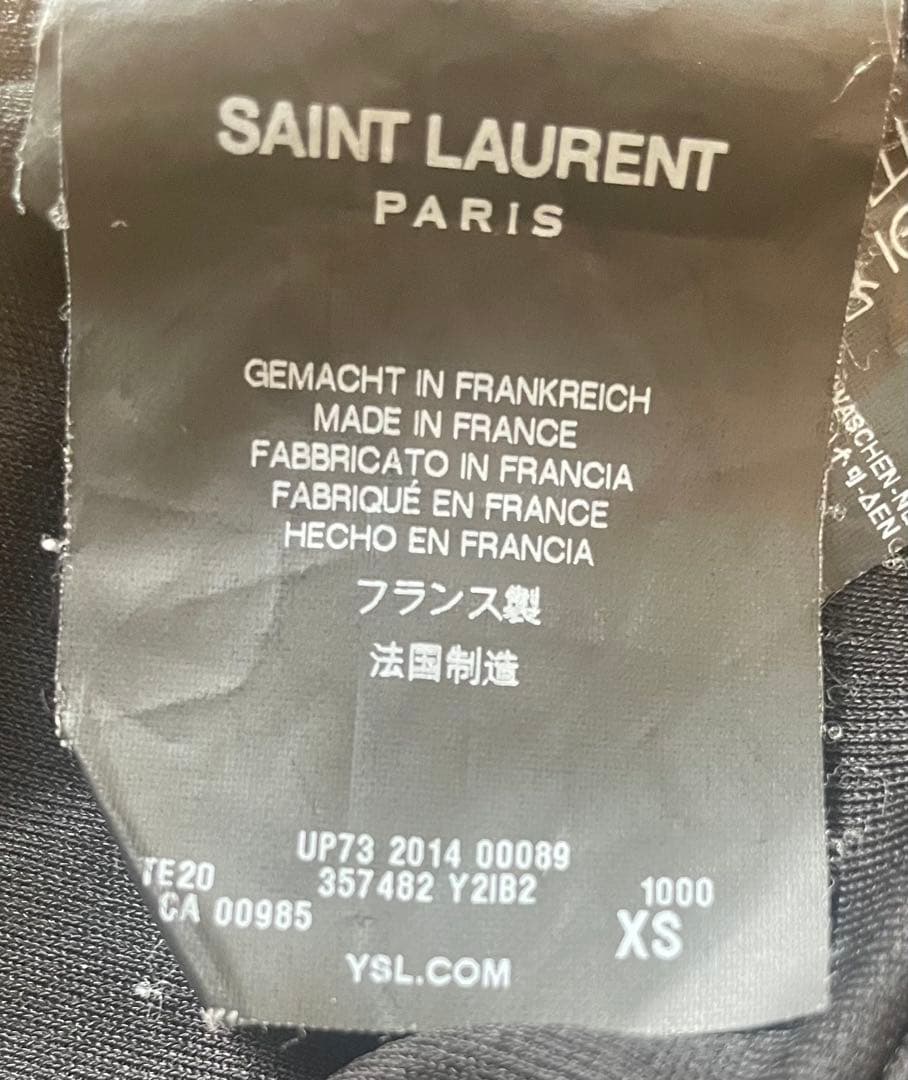 SAINT LAURENT
PARIS
GEMACHT IN FRANKREICH
MADE IN FRANCE
FABBRICATO IN FRANCIA
FABRIQUÉ EN FRANCE
HECHO EN FRANCIA
フランス製
法国制造
UP73 2014 00089
TE20 357482 Y2IB2 1000
CA 00985 XS
YSL.COM
WASCHEN